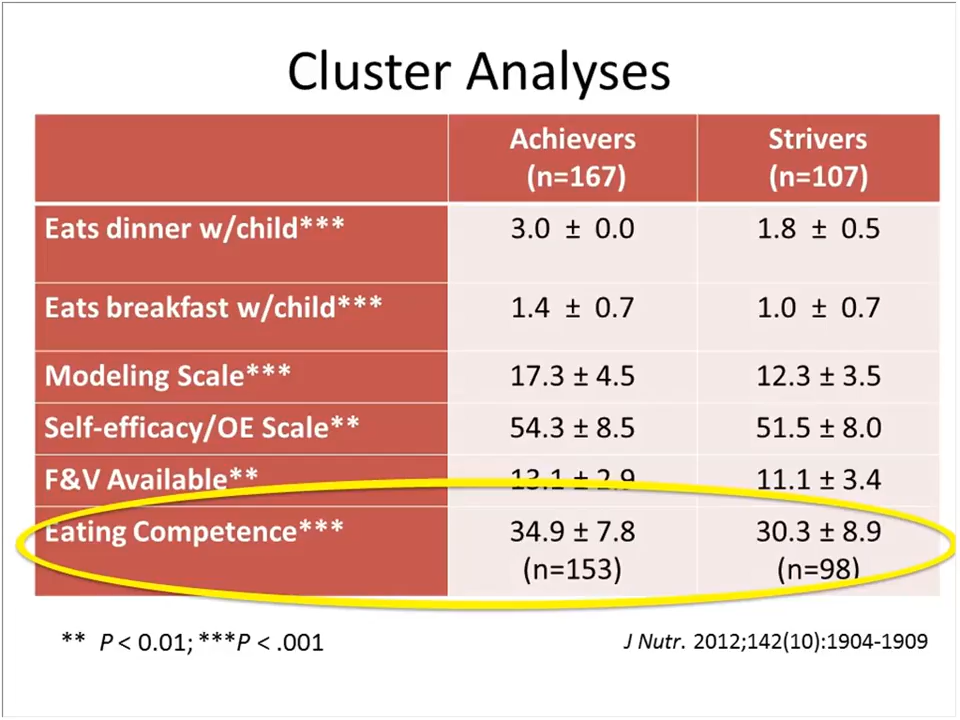 Cluster Analyses
Achievers
(n=167)
Strivers
(n=107)
Eats dinner w/child*** 3.0 ± 0.0 1.8 ± 0.5
Eats breakfast w/child*** 1.4 ± 0.7 1.0 ± 0.7
Modeling Scale*** 17.3 ± 4.5 12.3 ± 3.5
Self-efficacy/OE Scale** 54.3 ± 8.5 51.5 ± 8.0
F&V Available** 13.1 ± 2.9 11.1 ± 3.4
Eating Competence*** 34.9 ± 7.8 30.3 ± 8.9
(n=153) (n=98)
** P < 0.01; ***P < .001
J Nutr. 2012;142(10):1904-1909